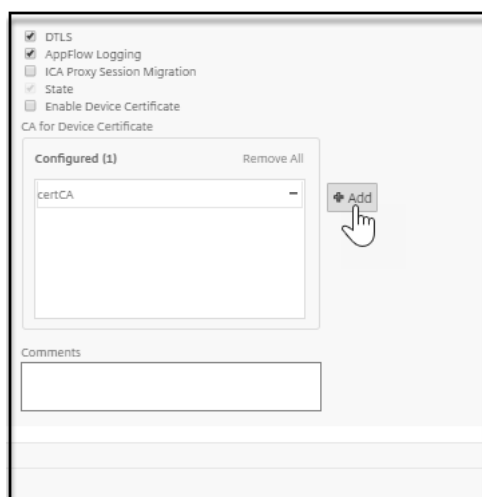 DTLS
AppFlow Logging
ICA Proxy Session Migration
State
Enable Device Certificate
CA for Device Certificate
Configured (1) Remove All
certCA
Add
Comments